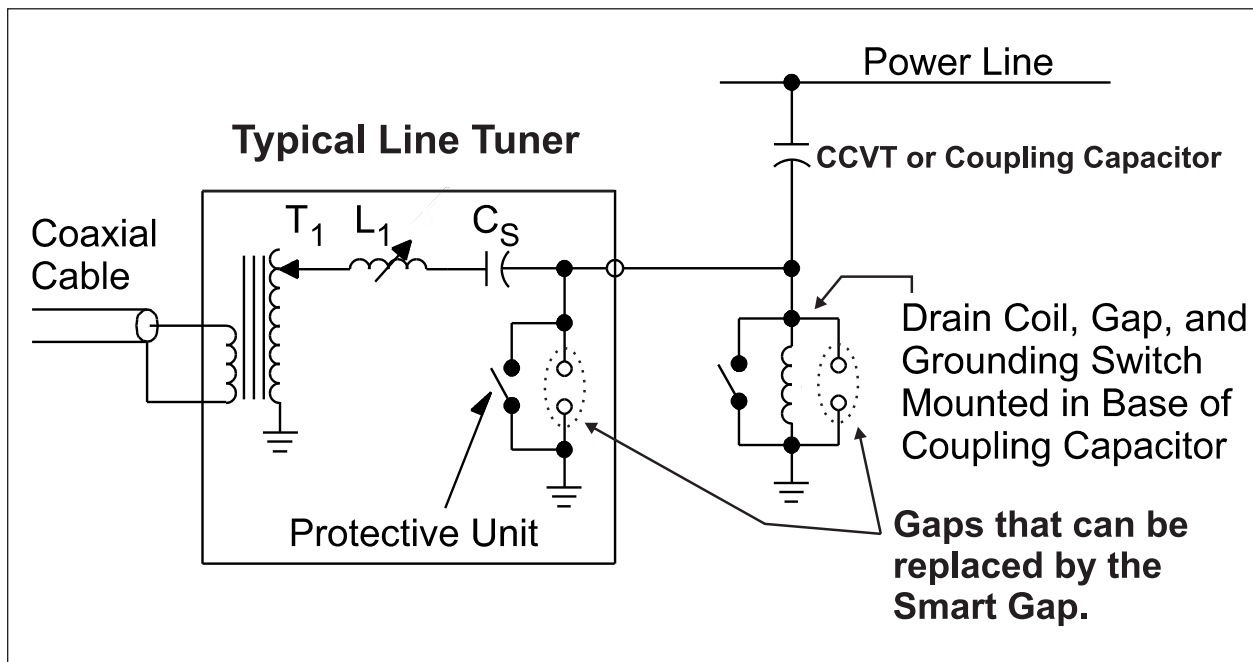 Power Line
Typical Line Tuner
CCVT or Coupling Capacitor
Coaxial
Cable
T1
L1
CS
Drain Coil, Gap, and
Grounding Switch
Mounted in Base of
Coupling Capacitor
Protective Unit
Gaps that can be
replaced by the
Smart Gap.